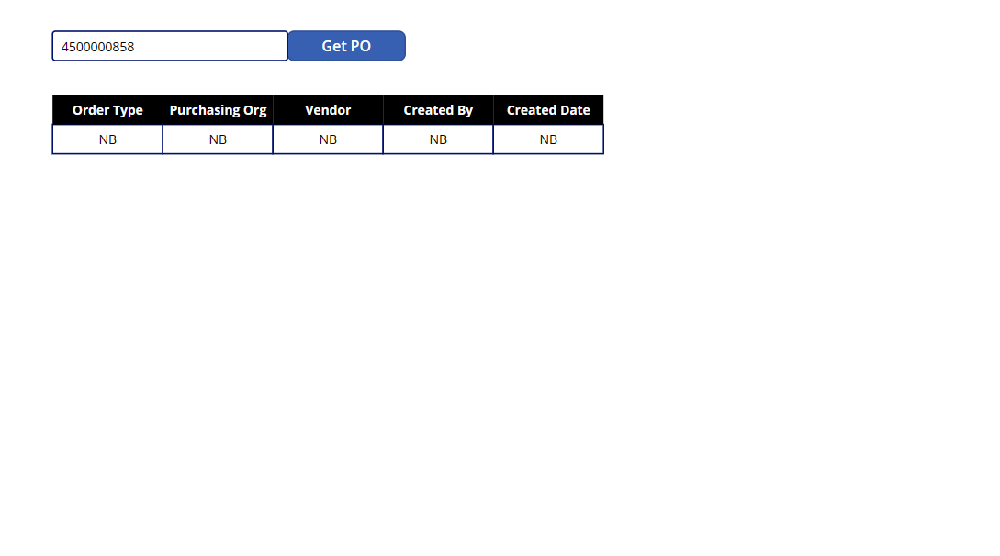 4500000858 Get PO
Order Type Purchasing Org Vendor Created By Created Date
NB NB NB NB NB